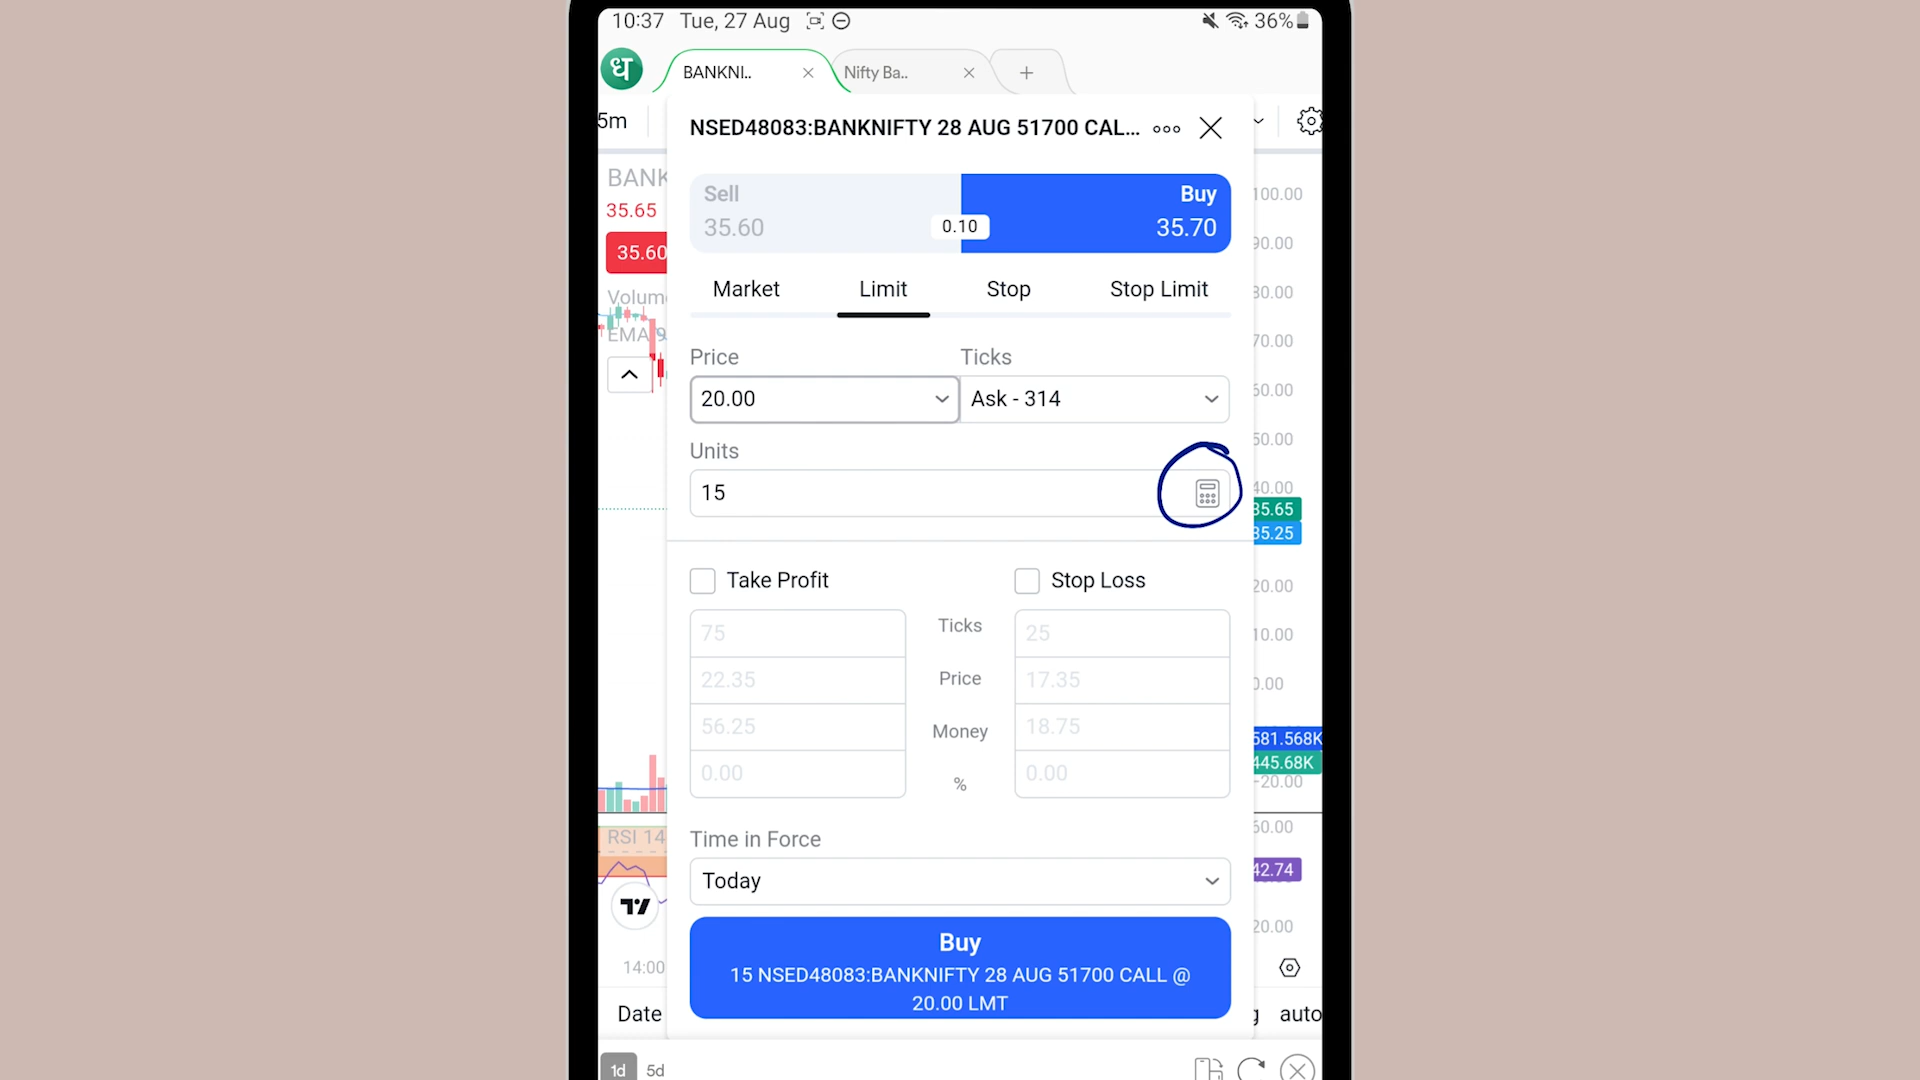 10:37 Tue, 27 Aug 36%
ध
BANKNI..
Nifty Ba..
5m
NSED48083:BANKNIFTY 28 AUG 51700 CAL...
BANK
35.65
35.60
Sell
35.60
0.10
Buy
35.70
Market
Limit
Stop
Stop Limit
Volum
EMA 9
Price
Ticks
20.00
Ask - 314
Units
15
Take Profit
Stop Loss
75
Ticks
25
22.35
Price
17.35
56.25
Money
18.75
0.00
%
0.00
Time in Force
Today
Buy
15 NSED48083:BANKNIFTY 28 AUG 51700 CALL @
20.00 LMT
100.00
90.00
80.00
70.00
60.00
50.00
40.00
35.65
35.25
20.00
10.00
0.00
581.568K
445.68K
-20.00
60.00
42.74
20.00
RSI 14
14:00
Date
auto
1d
5d